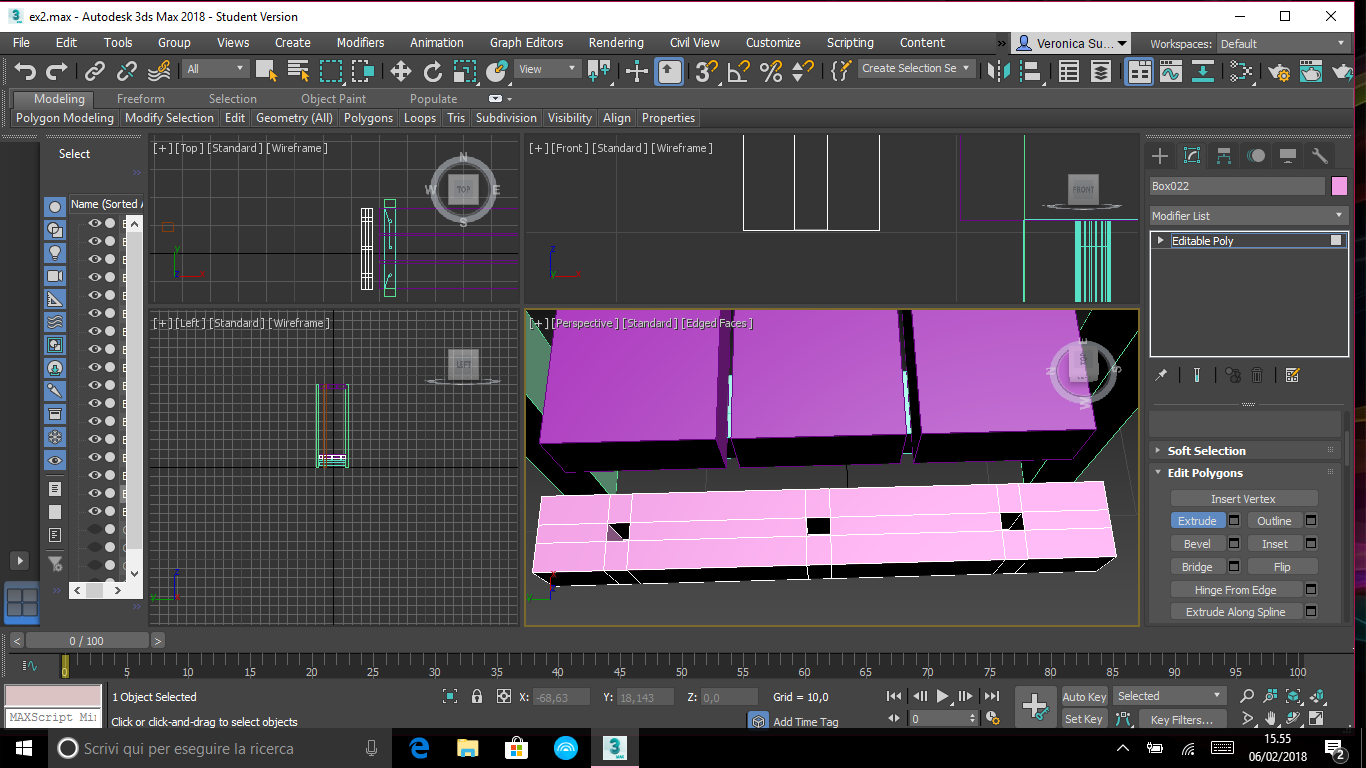 ex2.max - Autodesk 3ds Max 2018 - Student Version
File Edit Tools Group Views Create Modifiers Animation Graph Editors Rendering Civil View Customize Scripting Content » Veronica Su... Workspaces: Default
All View Create Selection Se
Modeling Freeform Selection Object Paint Populate
Polygon Modeling Modify Selection Edit Geometry (All) Polygons Loops Tris Subdivision Visibility Align Properties
Select
Name (Sorted A
[+] [Top] [Standard] [Wireframe]
N
W TOP E
S
[+] [Front] [Standard] [Wireframe]
FRONT
[+] [Left] [Standard] [Wireframe]
LEFT
[+] [Perspective] [Standard] [Edged Faces]
E
N TOP S
W
Box022
Modifier List
Editable Poly
Soft Selection
Edit Polygons
Insert Vertex
Extrude Outline
Bevel Inset
Bridge Flip
Hinge From Edge
Extrude Along Spline
< 0 / 100 >
0 5 10 15 20 25 30 35 40 45 50 55 60 65 70 75 80 85 90 95 100
1 Object Selected X: -68,63 Y: 18,143 Z: 0,0 Grid = 10,0 Auto Key Selected
MAXScript Mi Click or click-and-drag to select objects Add Time Tag 0 Set Key Key Filters...
Scrivi qui per eseguire la ricerca
15.55
06/02/2018
2